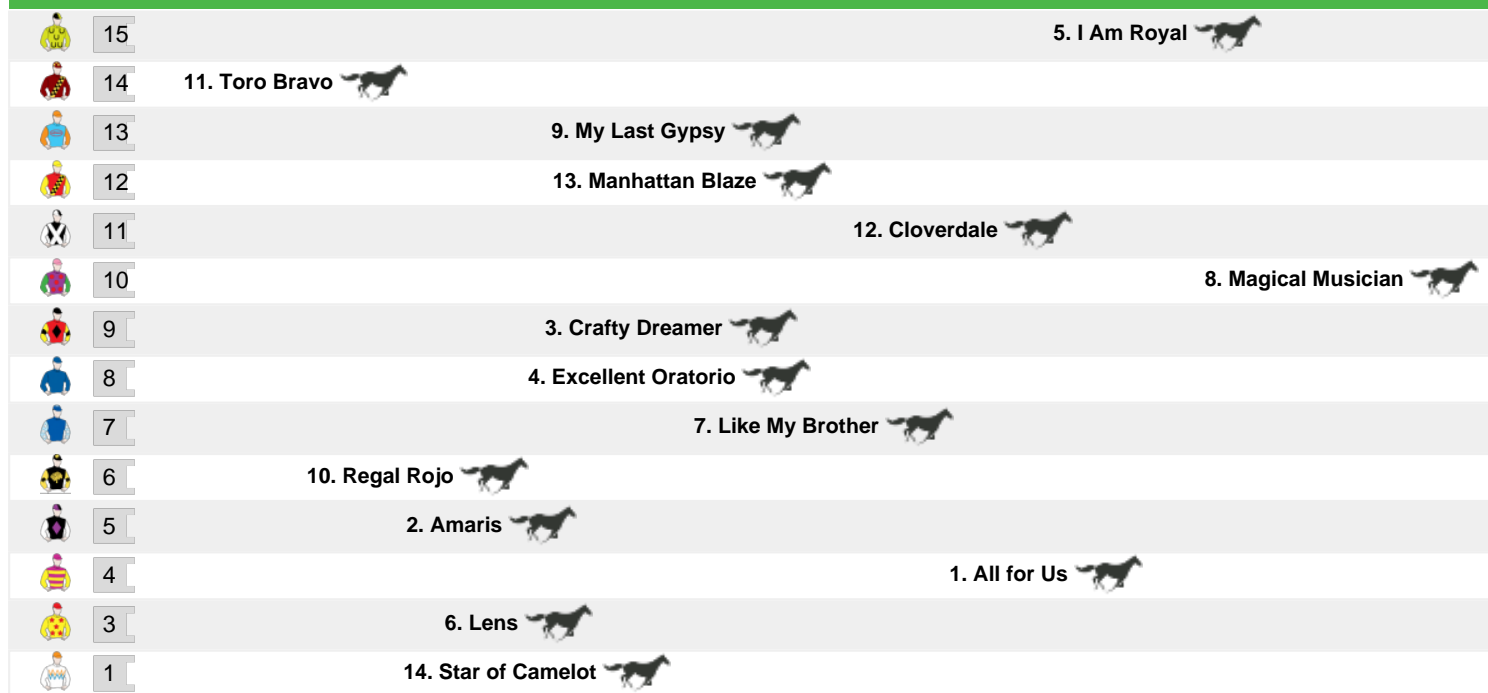 15 5. I Am Royal
14 11. Toro Bravo
13 9. My Last Gypsy
12 13. Manhattan Blaze
11 12. Cloverdale
10 8. Magical Musician
9 3. Crafty Dreamer
8 4. Excellent Oratorio
7 7. Like My Brother
6 10. Regal Rojo
5 2. Amaris
4 1. All for Us
3 6. Lens
1 14. Star of Camelot